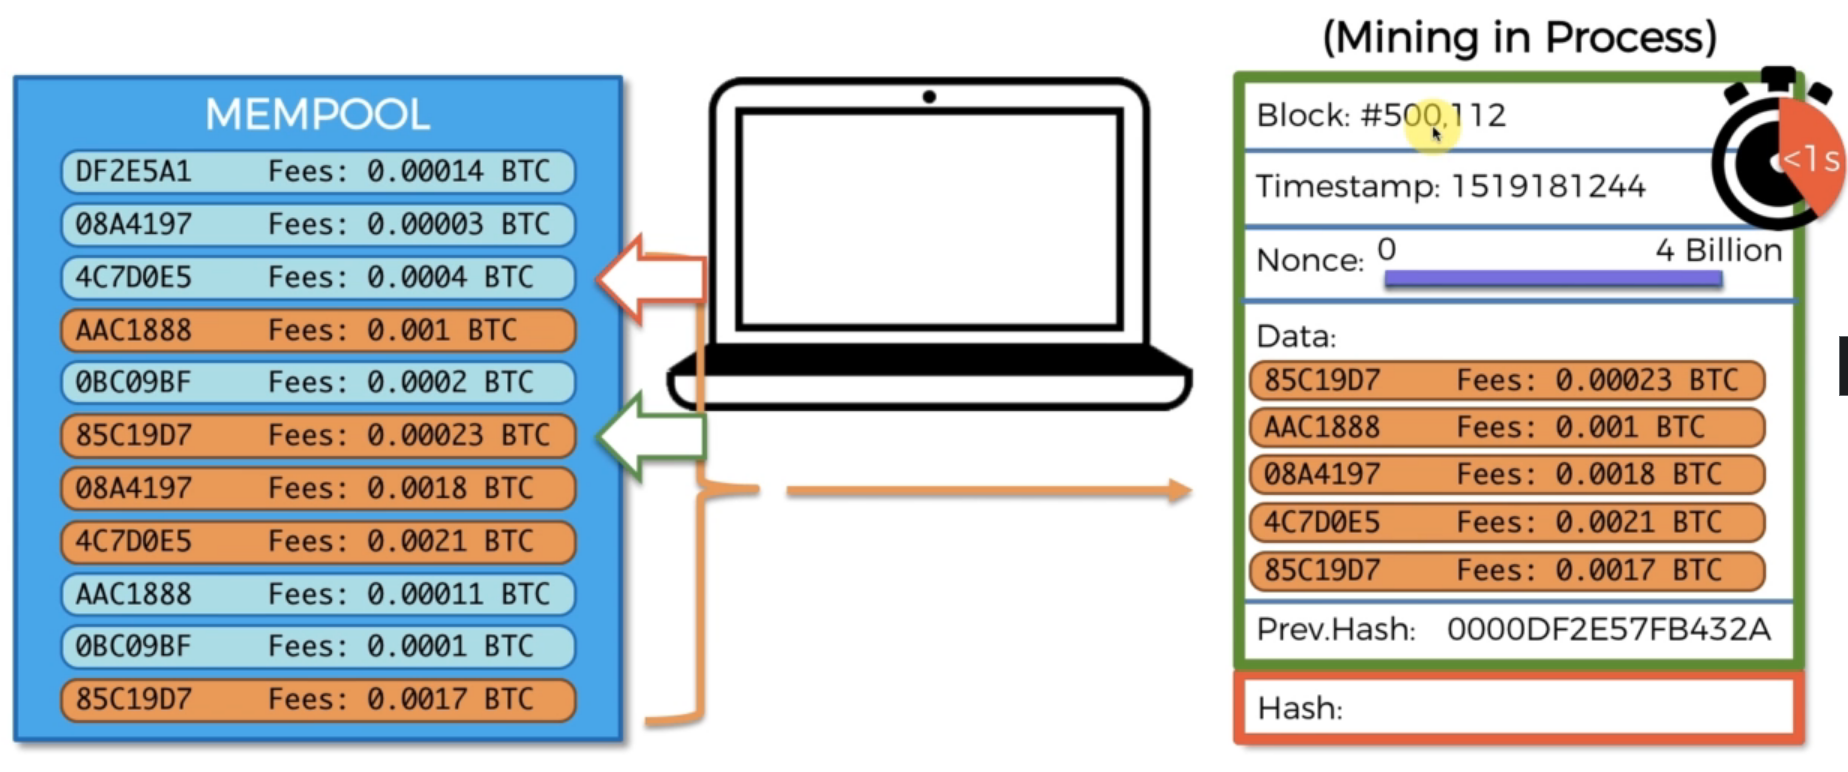 MEMPOOL
DF2E5A1 Fees: 0.00014 BTC
08A4197 Fees: 0.00003 BTC
4C7D0E5 Fees: 0.0004 BTC
AAC1888 Fees: 0.001 BTC
0BC09BF Fees: 0.0002 BTC
85C19D7 Fees: 0.00023 BTC
08A4197 Fees: 0.0018 BTC
4C7D0E5 Fees: 0.0021 BTC
AAC1888 Fees: 0.00011 BTC
0BC09BF Fees: 0.0001 BTC
85C19D7 Fees: 0.0017 BTC
(Mining in Process)
Block: #500,112
<1s
Timestamp: 1519181244
Nonce: 0 4 Billion
Data:
85C19D7 Fees: 0.00023 BTC
AAC1888 Fees: 0.001 BTC
08A4197 Fees: 0.0018 BTC
4C7D0E5 Fees: 0.0021 BTC
85C19D7 Fees: 0.0017 BTC
Prev.Hash: 0000DF2E57FB432A
Hash: